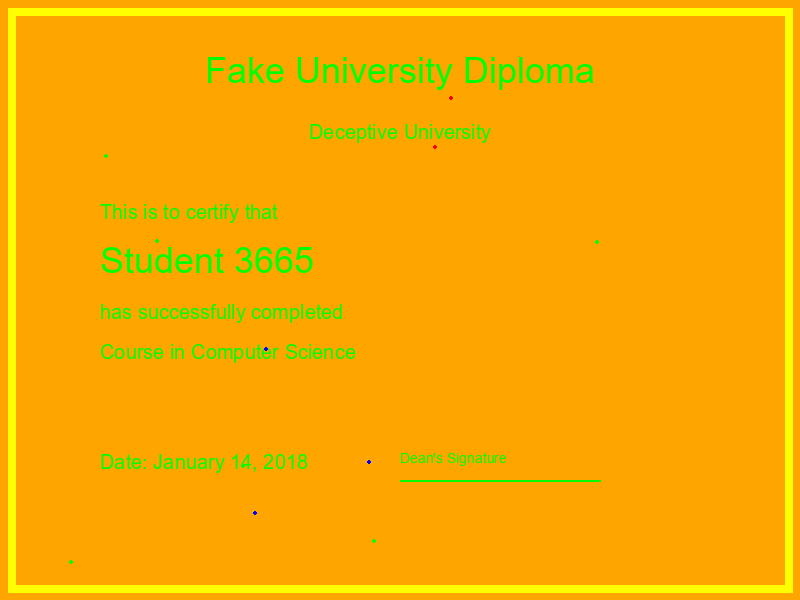 Fake University Diploma
Deceptive University
This is to certify that
Student 3665
has successfully completed
Course in Computer Science
Date: January 14, 2018
Dean's Signature